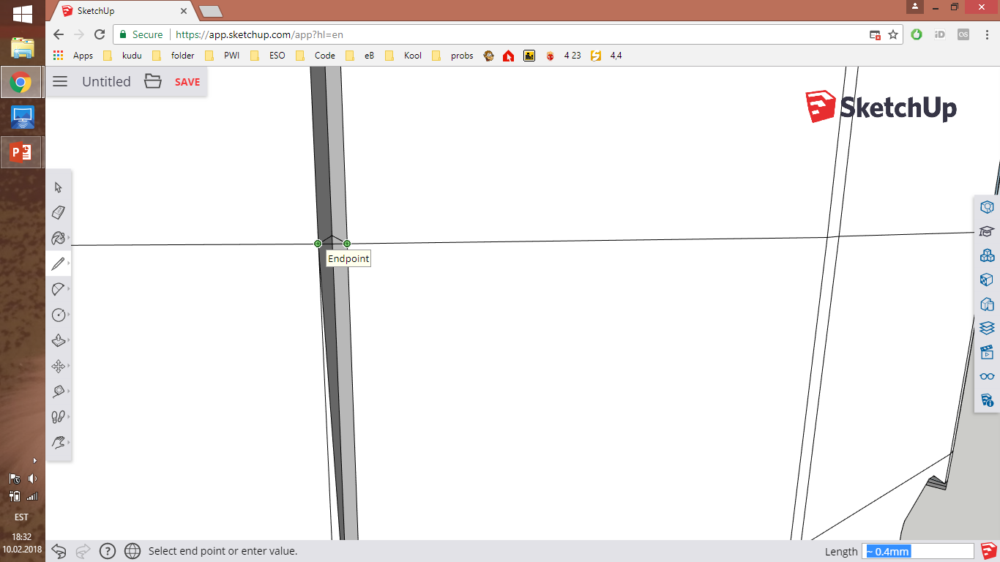 SketchUp
Secure https://app.sketchup.com/app?hl=en
Apps kudu folder PWI ESO Code eB Kool probs 4 23 4,4
iD OS
Untitled SAVE
SketchUp
Endpoint
P
EST
18:32
10.02.2018
Select end point or enter value.
Length ~ 0.4mm